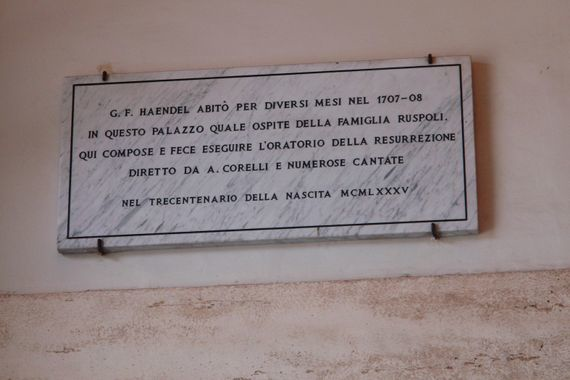 G. F. HAENDEL ABITÒ PER DIVERSI MESI NEL 1707-08
IN QUESTO PALAZZO QUALE OSPITE DELLA FAMIGLIA RUSPOLI.
QUI COMPOSE E FECE ESEGUIRE L'ORATORIO DELLA RESURREZIONE
DIRETTO DA A. CORELLI E NUMEROSE CANTATE
NEL TRECENTENARIO DELLA NASCITA MCMLXXXV